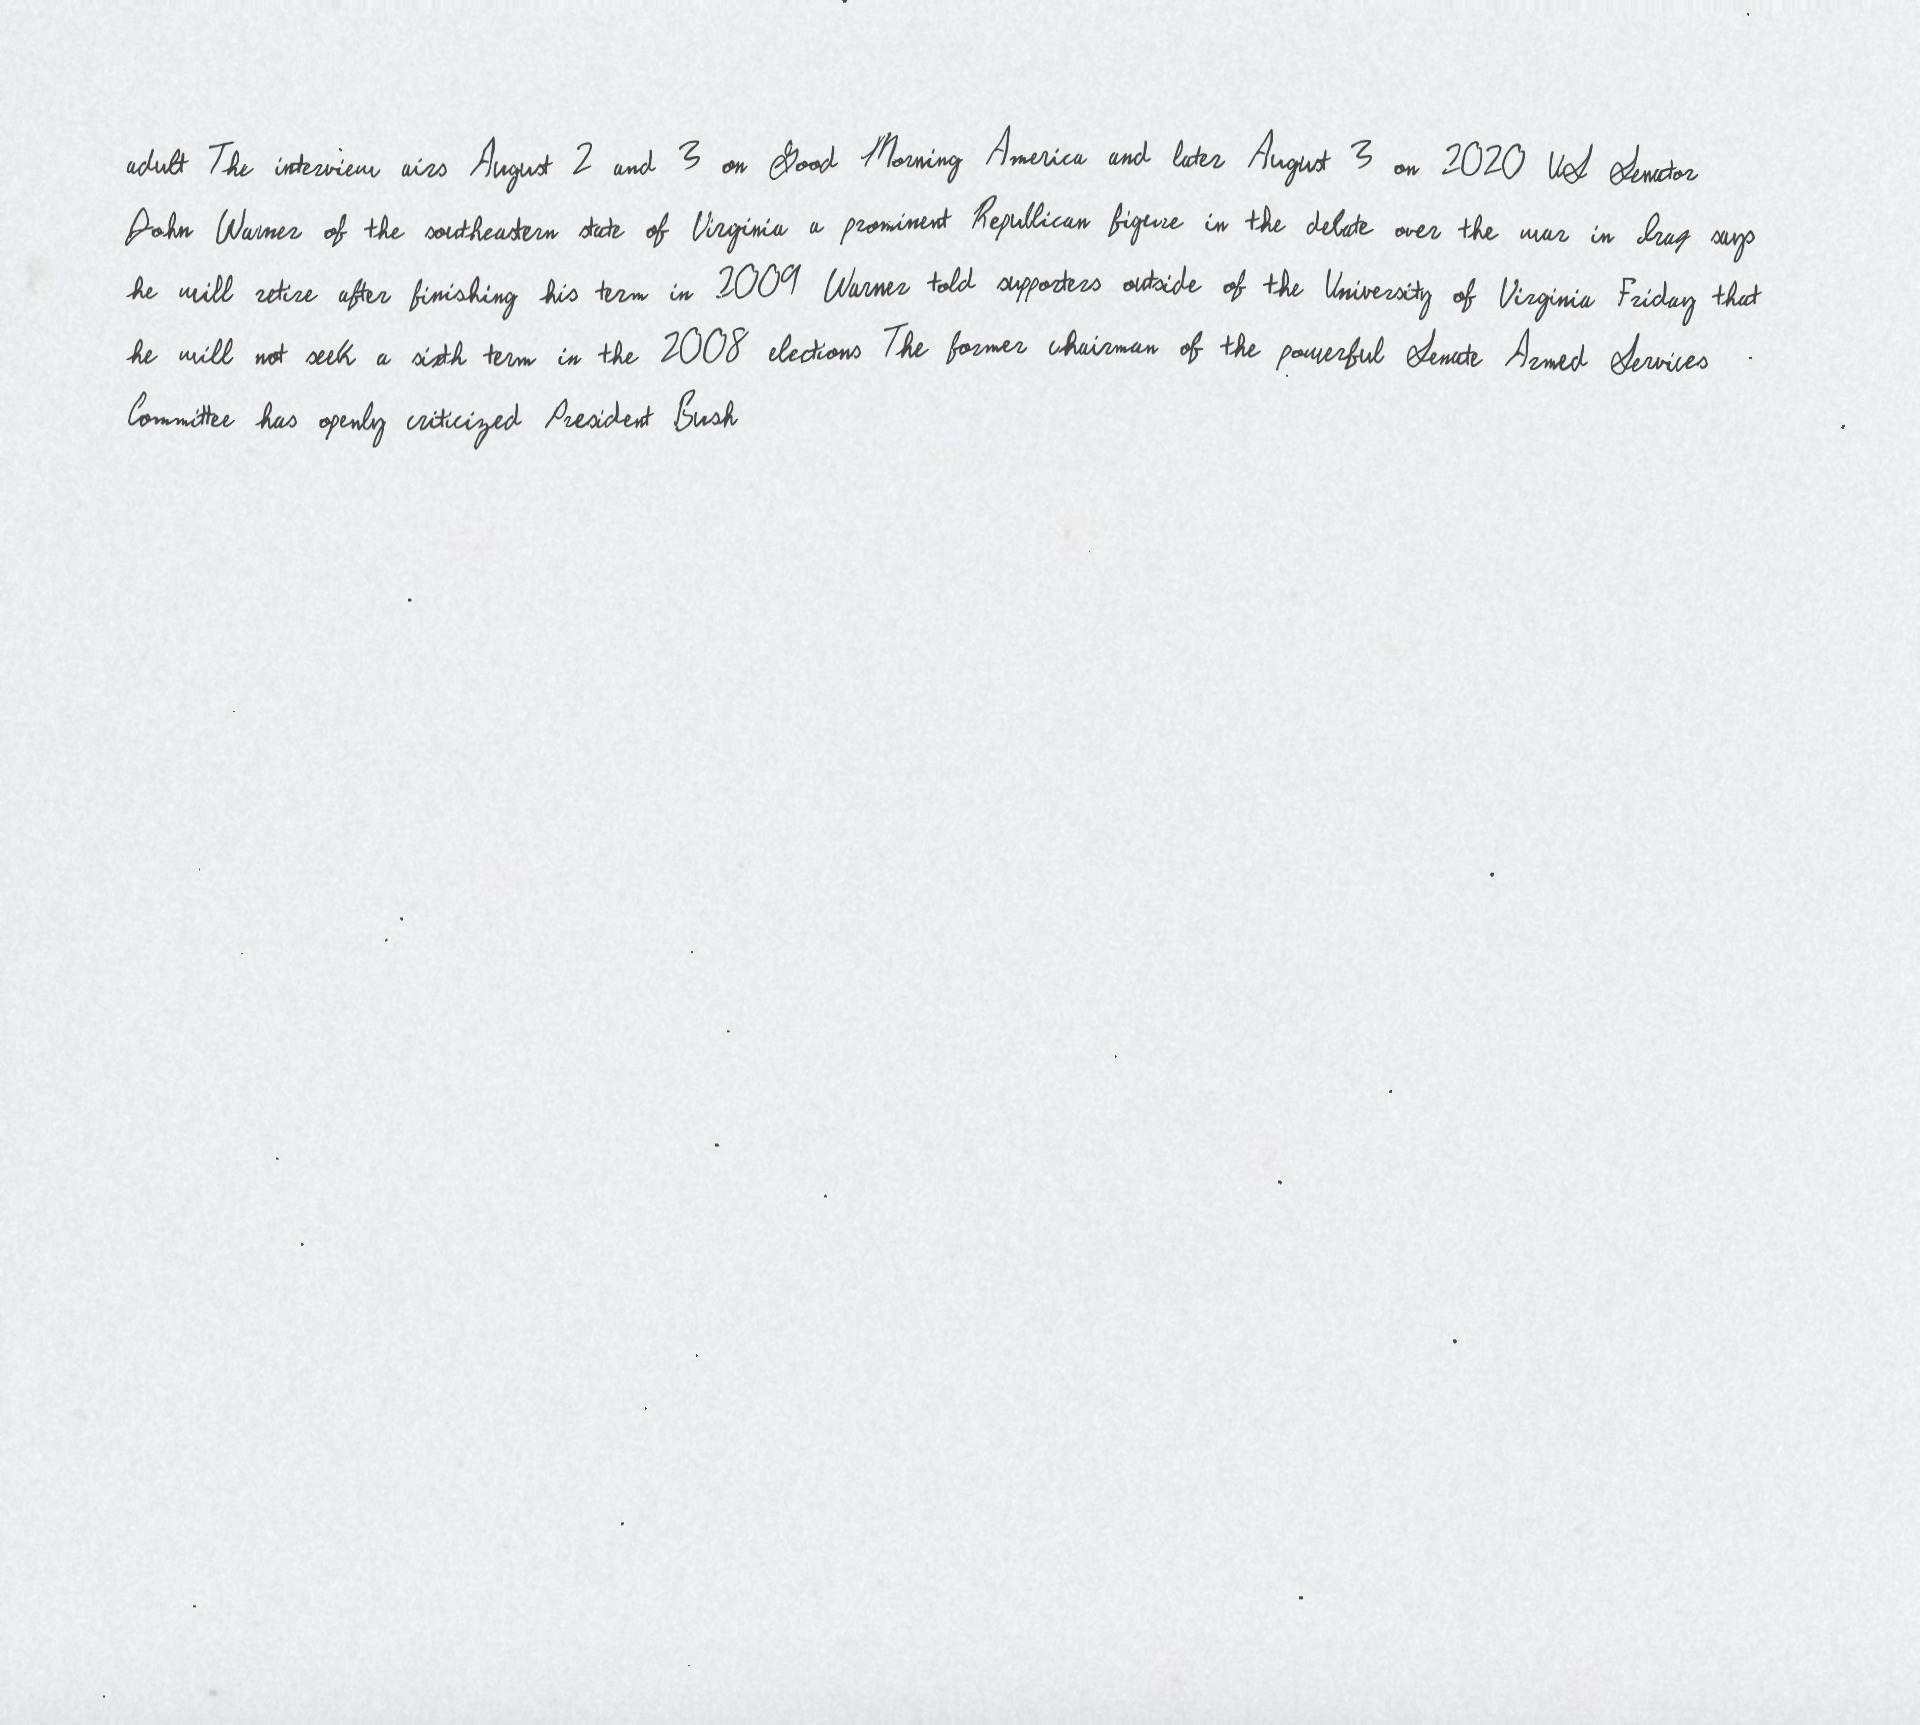 adult The interview airs August 2 and 3 on Good Morning America and later August 3 on 2020 US Senator
John Warner of the southeastern state of Virginia a prominent Republican figure in the debate over the war in Iraq says
he will retire after finishing his term in 2009 Warner told supporters outside of the University of Virginia Friday that
he will not seek a sixth term in the 2008 elections The former chairman of the powerful Senate Armed Services
Committee has openly criticized President Bush